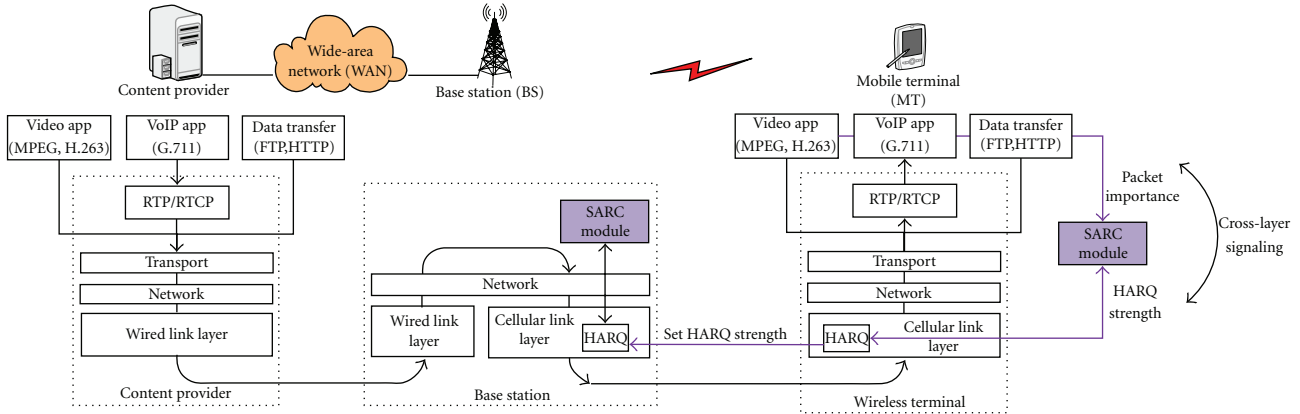 Wide-area
network (WAN)
Content provider
Base station (BS)
Mobile terminal
(MT)
Video app
(MPEG, H.263)
VoIP app
(G.711)
Data transfer
(FTP,HTTP)
RTP/RTCP
Transport
Network
Wired link layer
Content provider
SARC
module
Network
Wired link
layer
Cellular link
layer
HARQ
Base station
Set HARQ strength
Video app
(MPEG, H.263)
VoIP app
(G.711)
Data transfer
(FTP,HTTP)
RTP/RTCP
Transport
Network
HARQ
Cellular link
layer
Wireless terminal
Packet
importance
SARC
module
HARQ
strength
Cross-layer
signaling